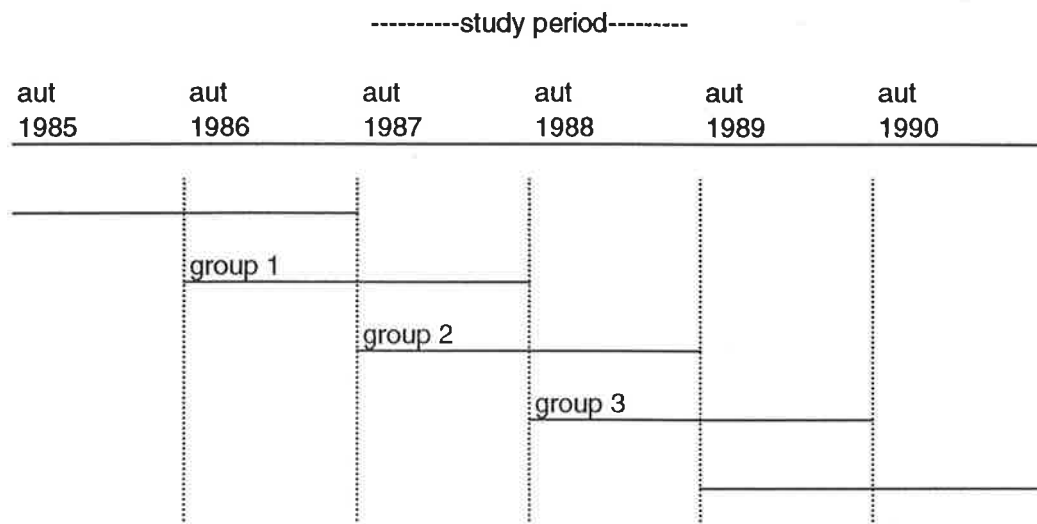 ----------study period---------
aut aut aut aut aut aut
1985 1986 1987 1988 1989 1990
group 1
group 2
group 3